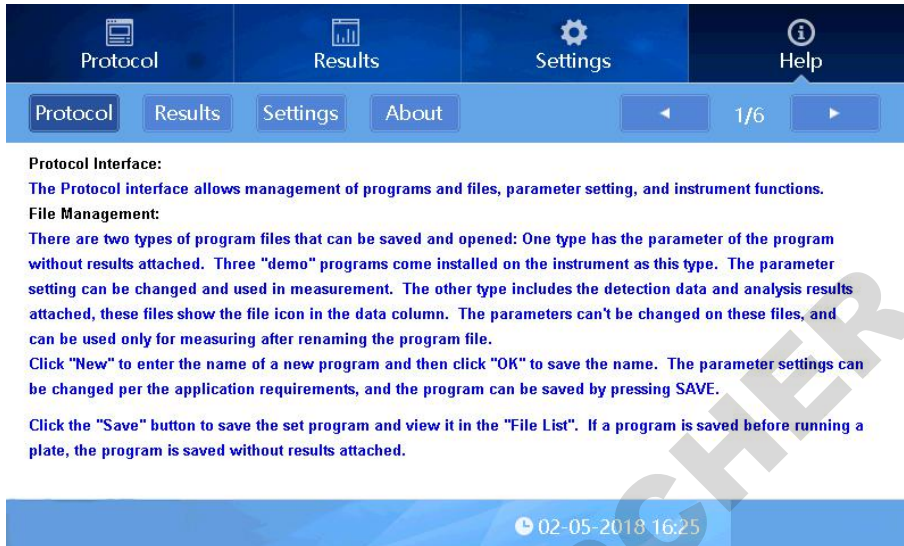 Protocol
Results
Settings
Help
Protocol
Results
Settings
About
1/6
Protocol Interface:
The Protocol interface allows management of programs and files, parameter setting, and instrument functions.
File Management:
There are two types of program files that can be saved and opened: One type has the parameter of the program
without results attached. Three "demo" programs come installed on the instrument as this type. The parameter
setting can be changed and used in measurement. The other type includes the detection data and analysis results
attached, these files show the file icon in the data column. The parameters can't be changed on these files, and
can be used only for measuring after renaming the program file.
Click "New" to enter the name of a new program and then click "OK" to save the name. The parameter settings can
be changed per the application requirements, and the program can be saved by pressing SAVE.
Click the "Save" button to save the set program and view it in the "File List". If a program is saved before running a
plate, the program is saved without results attached.
02-05-2018 16:25